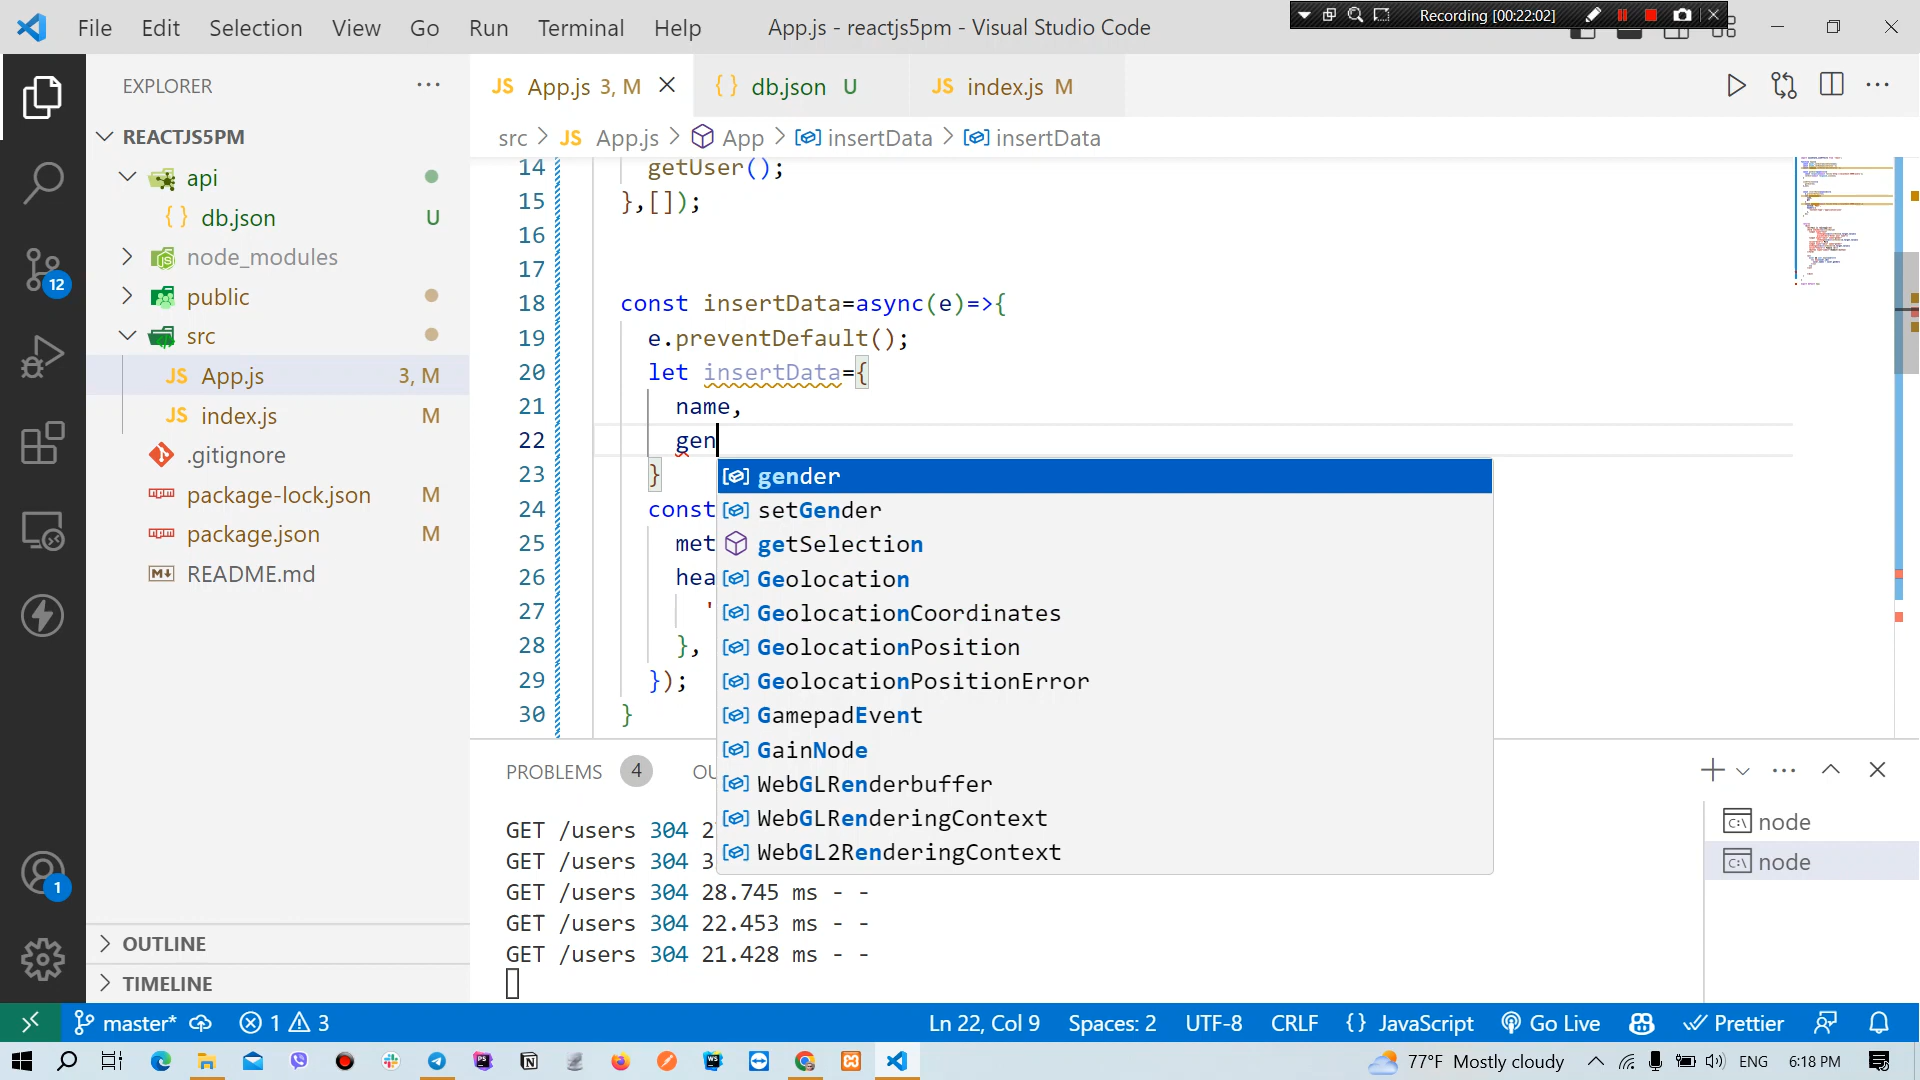 File Edit Selection View Go Run Terminal Help
App.js - reactjs5pm - Visual Studio Code
Recording [00:22:02]
EXPLORER
REACTJS5PM
api
db.json U
node_modules
public
src
App.js 3, M
index.js M
.gitignore
package-lock.json M
package.json M
README.md
OUTLINE
TIMELINE
12
1
JS App.js 3, M
{} db.json U
JS index.js M
src > JS App.js > App > insertData > insertData
14 getUser();
15 },[]);
16
17
18 const insertData=async(e)=>{
19 e.preventDefault();
20 let insertData={
21 name,
22 gen
23 }
24 const
25 met
26 hea
27 '
28 },
29 });
30 }
gender
setGender
getSelection
Geolocation
GeolocationCoordinates
GeolocationPosition
GeolocationPositionError
GamepadEvent
GainNode
WebGLRenderbuffer
WebGLRenderingContext
WebGL2RenderingContext
PROBLEMS 4 OU
GET /users 304 2
GET /users 304 3
GET /users 304 28.745 ms - -
GET /users 304 22.453 ms - -
GET /users 304 21.428 ms - -
node
node
master* 1 3
Ln 22, Col 9 Spaces: 2 UTF-8 CRLF {} JavaScript Go Live Prettier
77°F Mostly cloudy ENG 6:18 PM